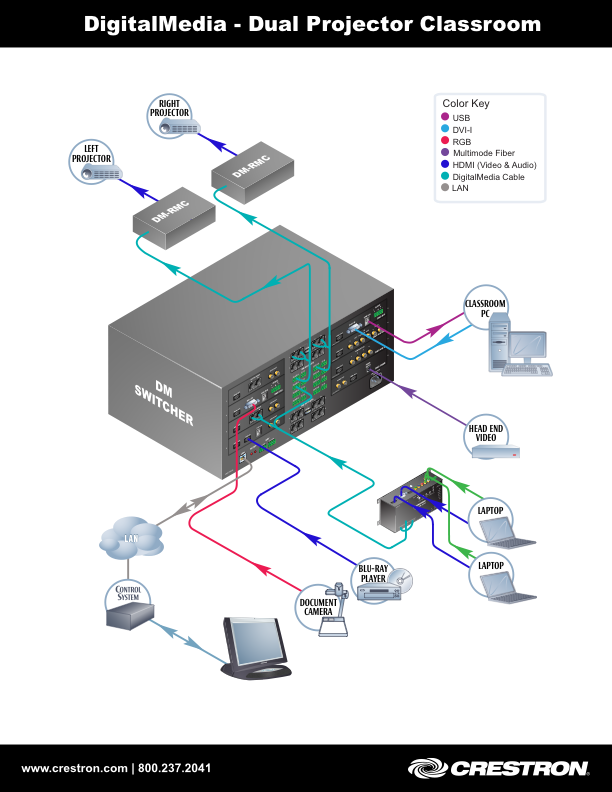 DigitalMedia - Dual Projector Classroom
RIGHT
PROJECTOR
LEFT
PROJECTOR
DM-RMC
DM-RMC
Color Key
USB
DVI-I
RGB
Multimode Fiber
HDMI (Video & Audio)
DigitalMedia Cable
LAN
CLASSROOM
PC
DM
SWITCHER
HEAD END
VIDEO
LAPTOP
LAPTOP
LAN
BLU-RAY
PLAYER
CONTROL
SYSTEM
DOCUMENT
CAMERA
www.crestron.com | 800.237.2041
CRESTRON®